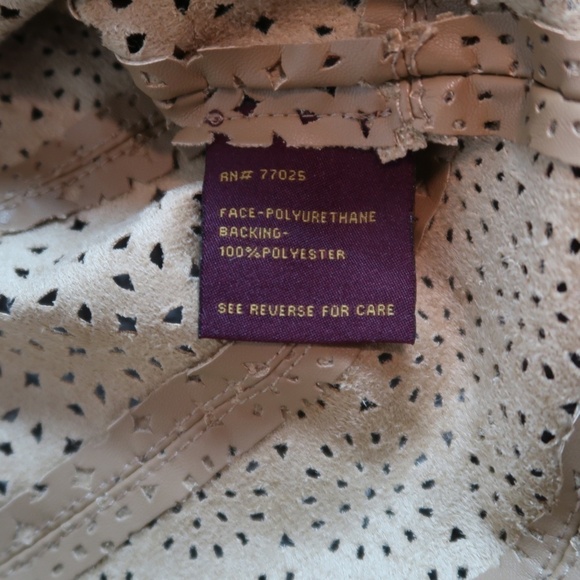 RN# 77025
FACE-POLYURETHANE
BACKING-
100%POLYESTER
SEE REVERSE FOR CARE